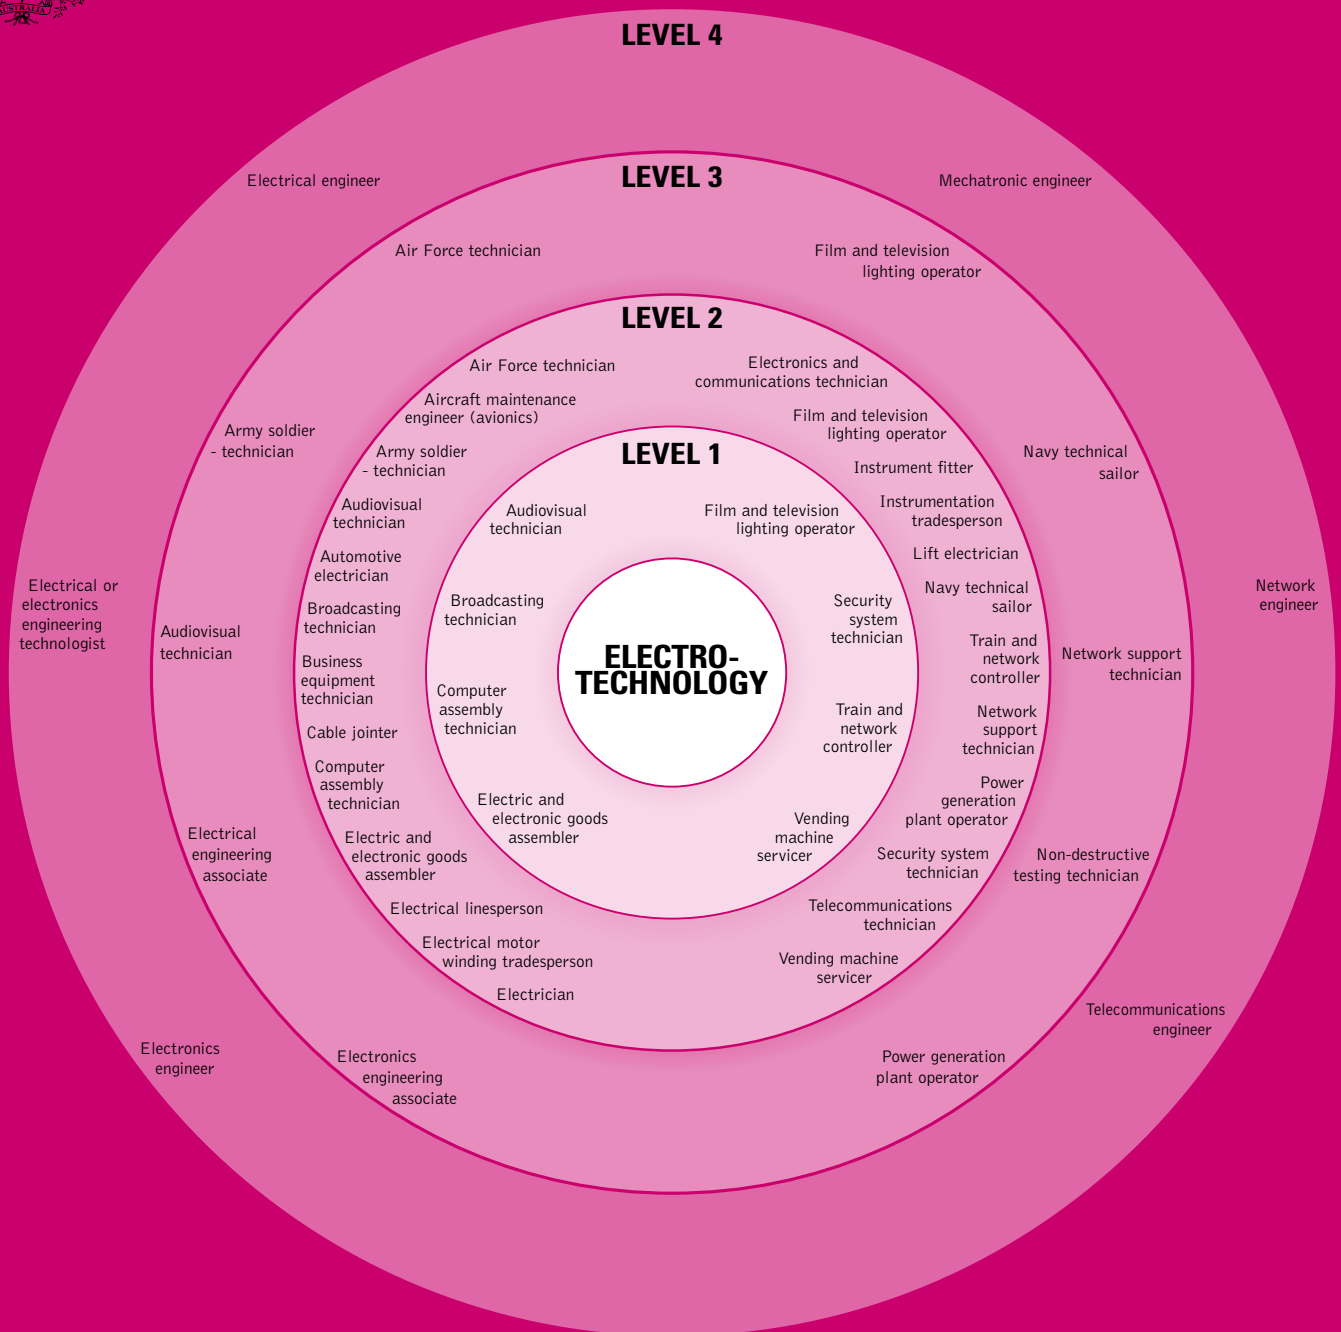 AUSTRALIA
LEVEL 4
Electrical engineer
Mechatronic engineer
Electrical or
electronics
engineering
technologist
Network
engineer
Electronics
engineer
Telecommunications
engineer
LEVEL 3
Air Force technician
Film and television
lighting operator
Army soldier
- technician
Navy technical
sailor
Audiovisual
technician
Network support
technician
Electrical
engineering
associate
Non-destructive
testing technician
Electronics
engineering
associate
Power generation
plant operator
LEVEL 2
Air Force technician
Aircraft maintenance
engineer (avionics)
Army soldier
- technician
Audiovisual
technician
Automotive
electrician
Broadcasting
technician
Business
equipment
technician
Cable jointer
Computer
assembly
technician
Electric and
electronic goods
assembler
Electrical linesperson
Electrical motor
winding tradesperson
Electrician
Electronics and
communications technician
Film and television
lighting operator
Instrument fitter
Instrumentation
tradesperson
Lift electrician
Navy technical
sailor
Train and
network
controller
Network
support
technician
Power
generation
plant operator
Security system
technician
Telecommunications
technician
Vending machine
servicer
LEVEL 1
Audiovisual
technician
Broadcasting
technician
Computer
assembly
technician
Electric and
electronic goods
assembler
Film and television
lighting operator
Security
system
technician
Train and
network
controller
Vending
machine
servicer
ELECTRO-
TECHNOLOGY